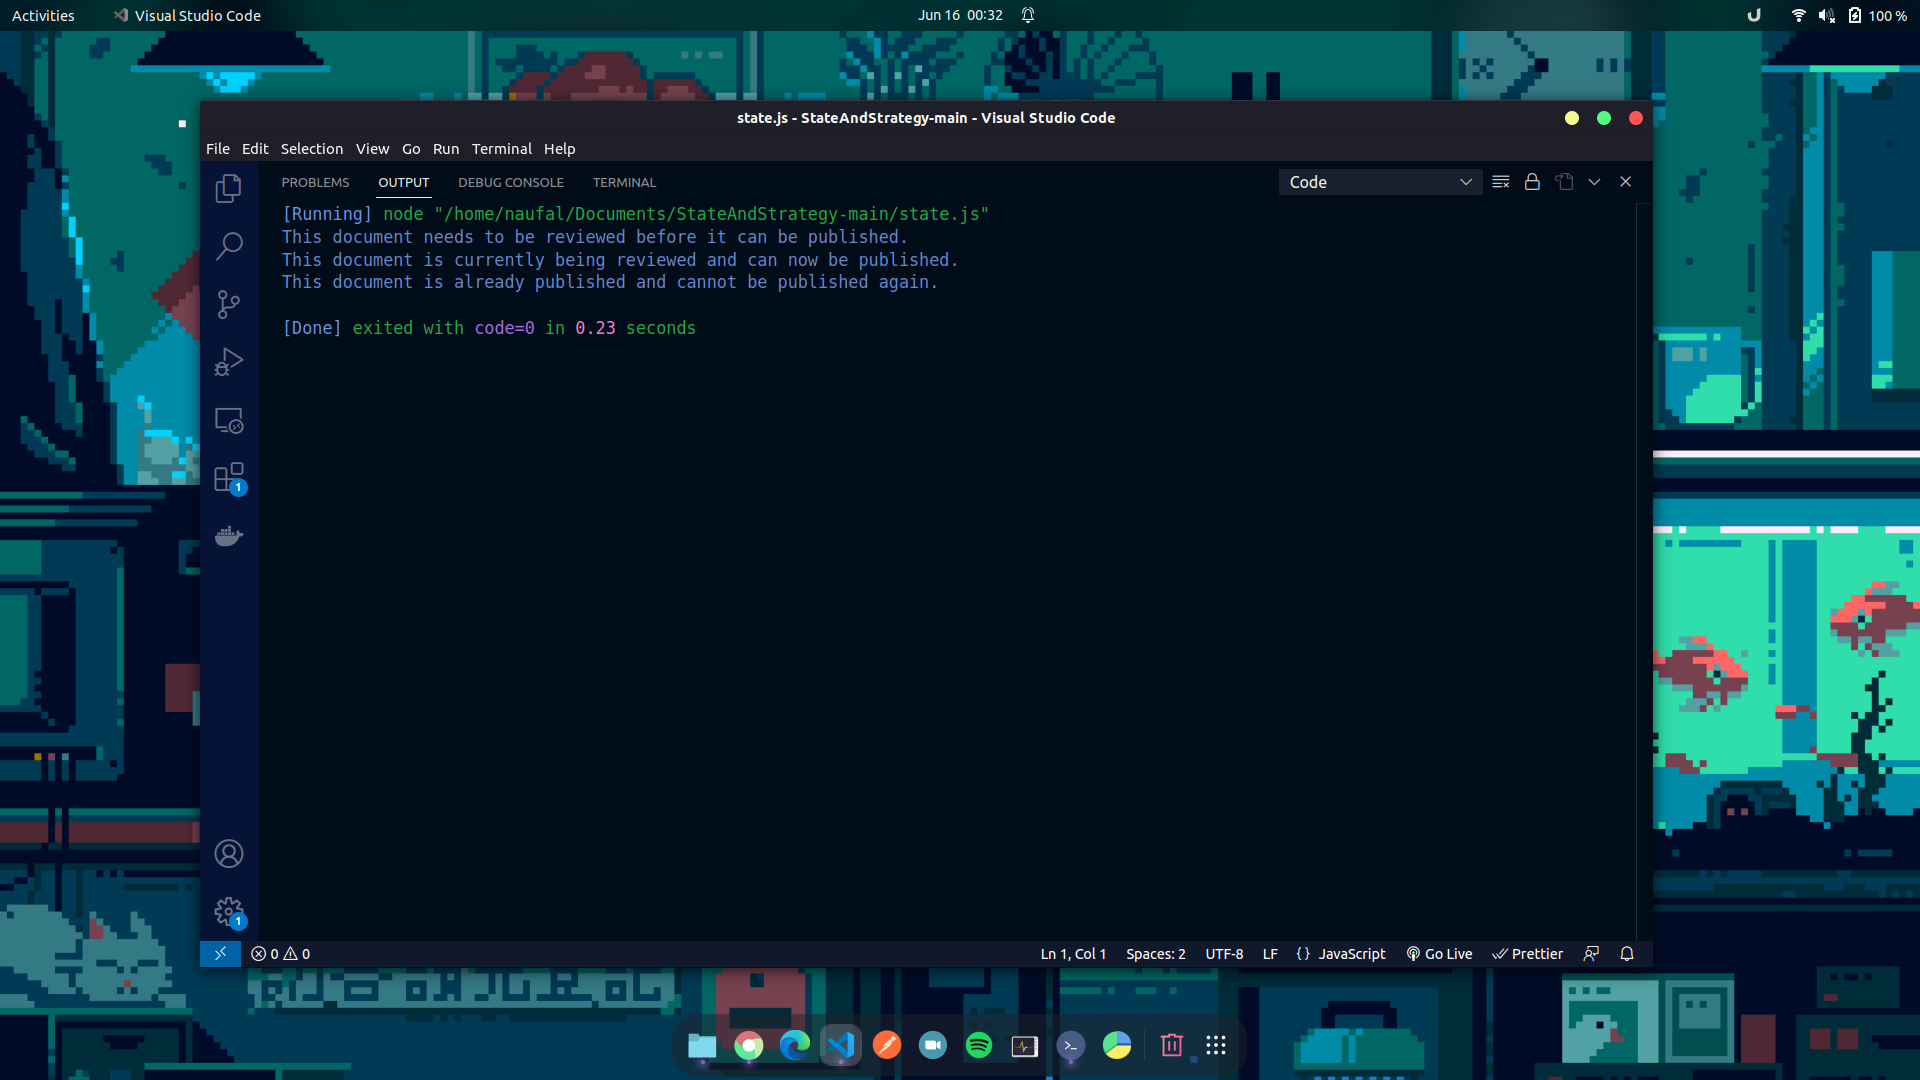 Activities
Visual Studio Code
Jun 16 00:32
100 %
state.js - StateAndStrategy-main - Visual Studio Code
File Edit Selection View Go Run Terminal Help
PROBLEMS OUTPUT DEBUG CONSOLE TERMINAL
Code
[Running] node "/home/naufal/Documents/StateAndStrategy-main/state.js"
This document needs to be reviewed before it can be published.
This document is currently being reviewed and can now be published.
This document is already published and cannot be published again.
[Done] exited with code=0 in 0.23 seconds
1
1
0 0
Ln 1, Col 1 Spaces: 2 UTF-8 LF {} JavaScript Go Live Prettier